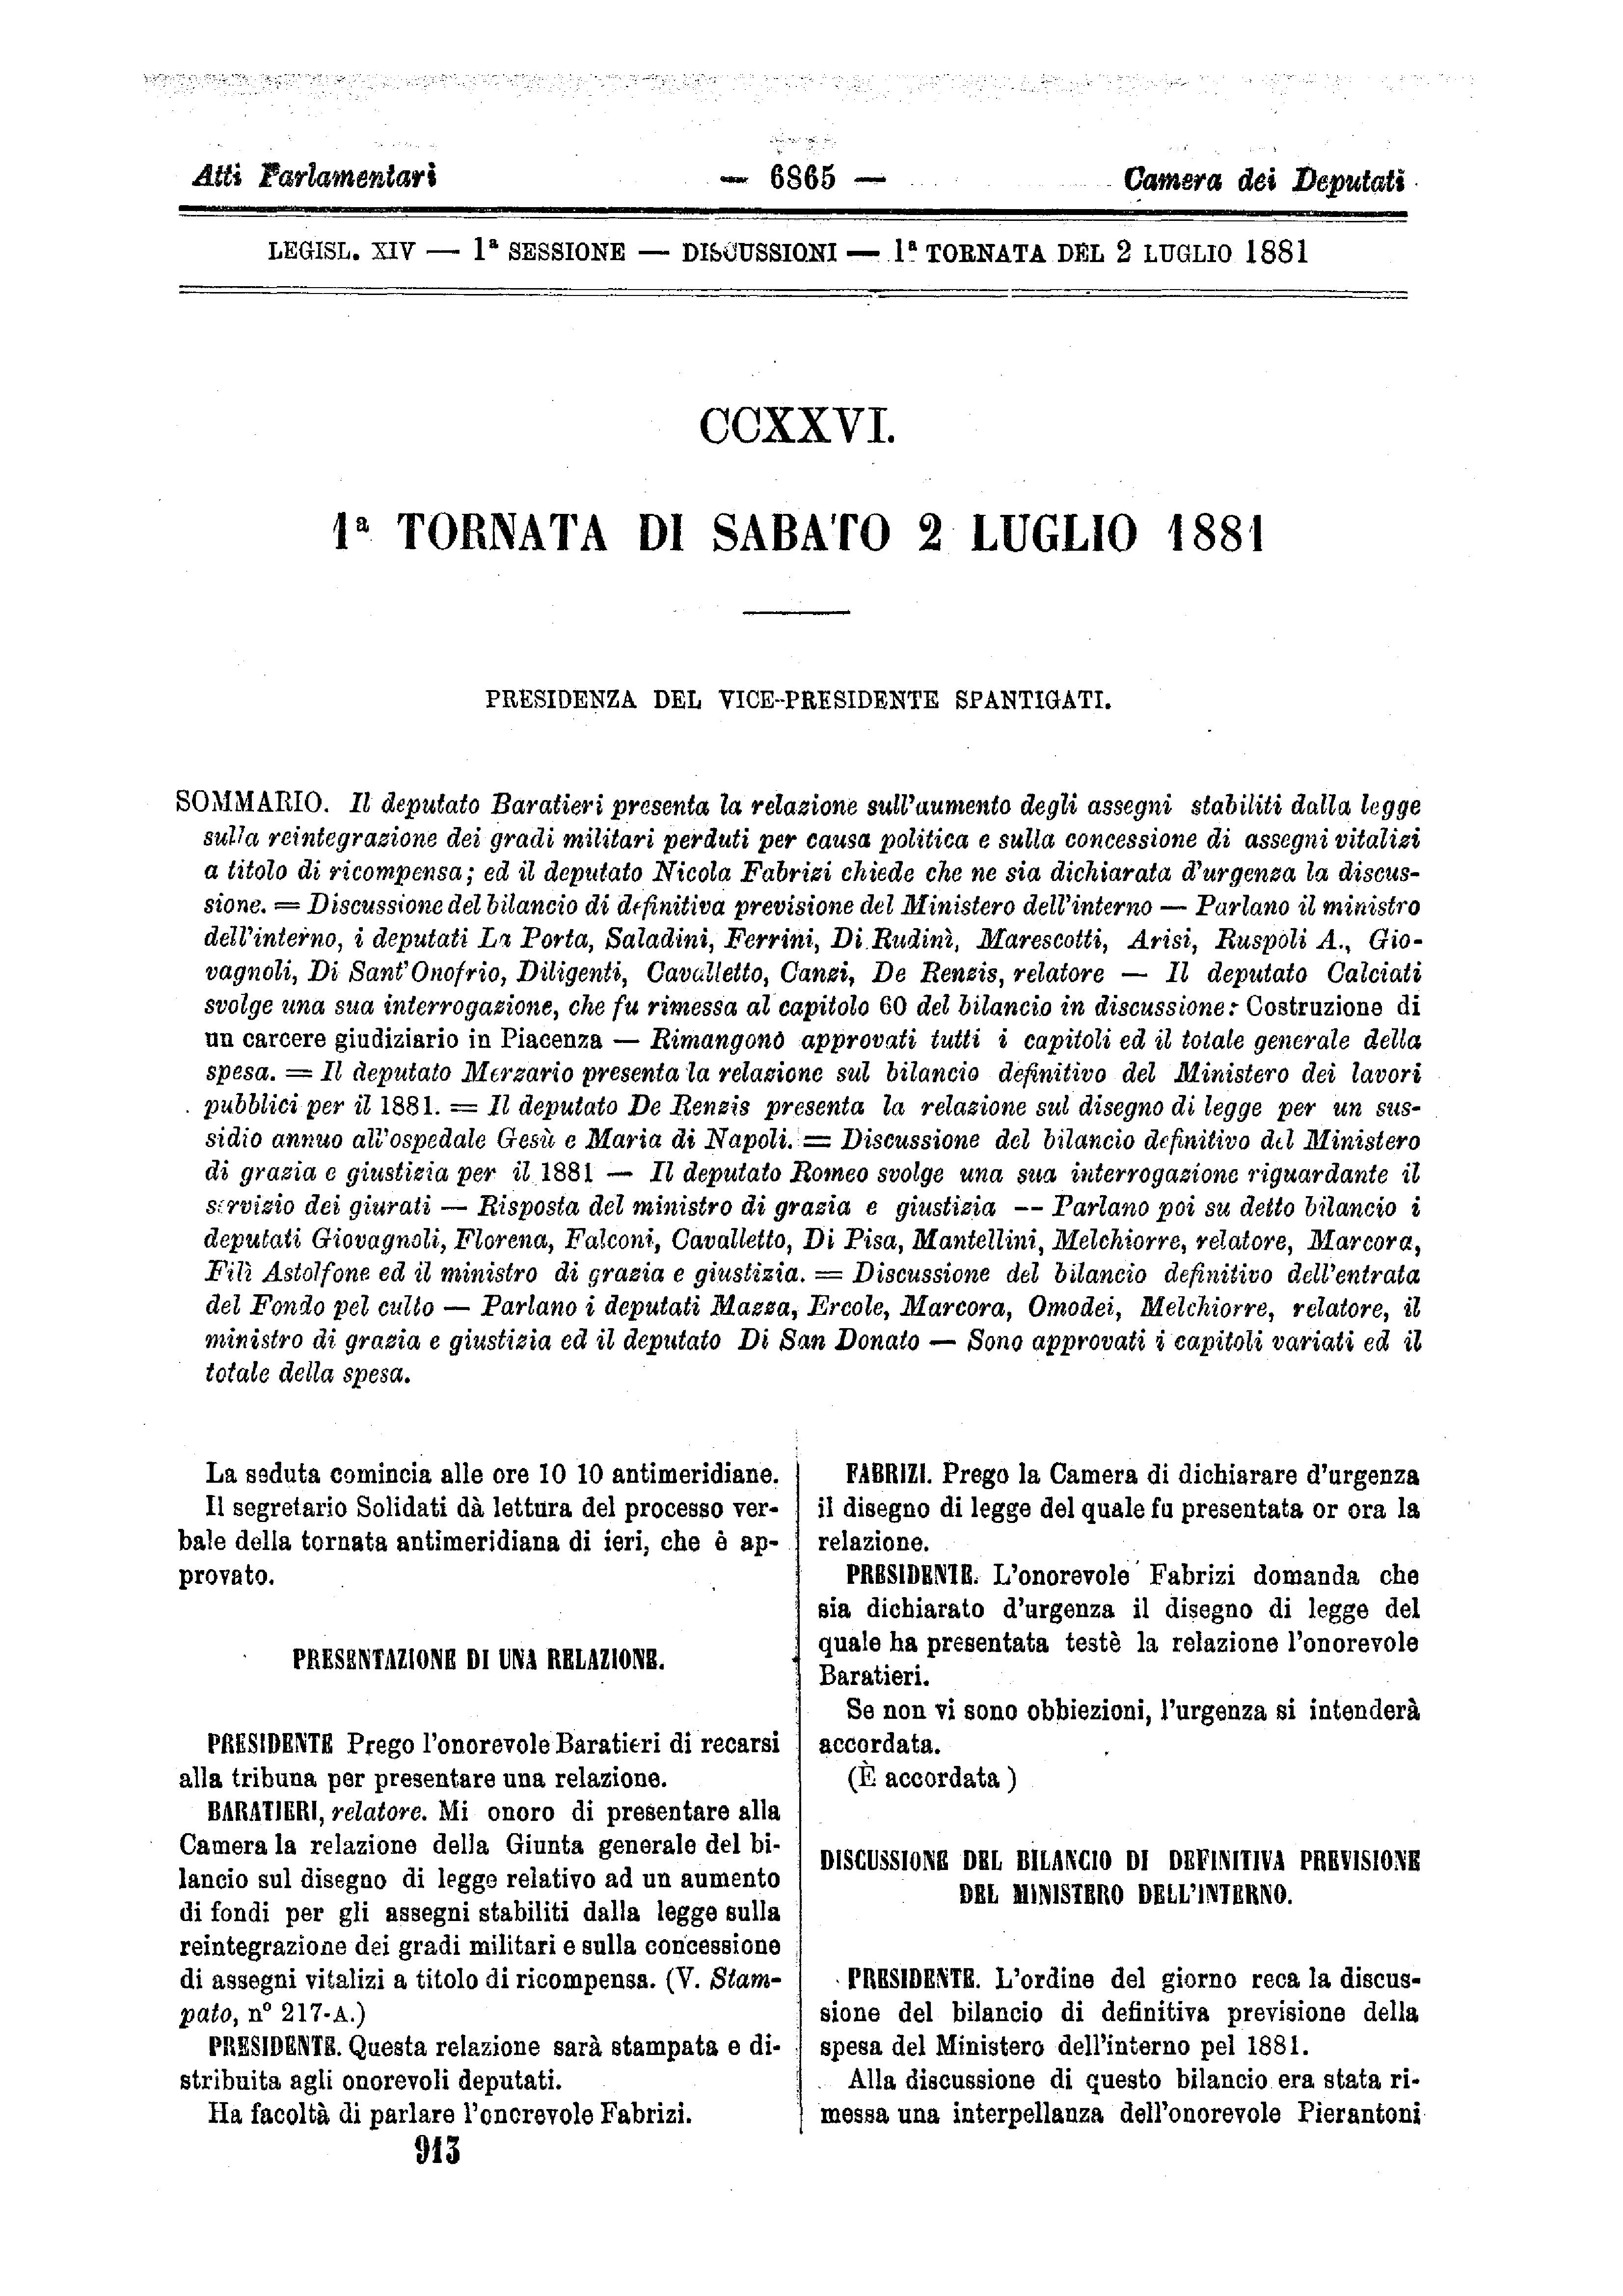 Atti Parlamentari — 6865 — Camera dei Deputati
LEGISL. XIV — 1ª SESSIONE — DISCUSSIONI — 1ª TORNATA DEL 2 LUGLIO 1881
CCXXVI.
1ª TORNATA DI SABATO 2 LUGLIO 1881
PRESIDENZA DEL VICE-PRESIDENTE SPANTIGATI.
SOMMARIO. Il deputato Baratieri presenta la relazione sull'aumento degli assegni stabiliti dalla legge
sulla reintegrazione dei gradi militari perduti per causa politica e sulla concessione di assegni vitalizi
a titolo di ricompensa; ed il deputato Nicola Fabrizi chiede che ne sia dichiarata d'urgenza la discus-
sione. = Discussione del bilancio di definitiva previsione del Ministero dell'interno — Parlano il ministro
dell'interno, i deputati La Porta, Saladini, Ferrini, Di Rudinì, Marescotti, Arisi, Ruspoli A., Gio-
vagnoli, Di Sant'Onofrio, Diligenti, Cavalletto, Canzi, De Renzis, relatore — Il deputato Calciati
svolge una sua interrogazione, che fu rimessa al capitolo 60 del bilancio in discussione: Costruzione di
un carcere giudiziario in Piacenza — Rimangono approvati tutti i capitoli ed il totale generale della
spesa. = Il deputato Merzario presenta la relazione sul bilancio definitivo del Ministero dei lavori
pubblici per il 1881. = Il deputato De Renzis presenta la relazione sul disegno di legge per un sus-
sidio annuo all'ospedale Gesù e Maria di Napoli. = Discussione del bilancio definitivo del Ministero
di grazia e giustizia per il 1881 — Il deputato Romeo svolge una sua interrogazione riguardante il
servizio dei giurati — Risposta del ministro di grazia e giustizia -- Parlano poi su detto bilancio i
deputati Giovagnoli, Florena, Falconi, Cavalletto, Di Pisa, Mantellini, Melchiorre, relatore, Marcora,
Filì Astolfone ed il ministro di grazia e giustizia. = Discussione del bilancio definitivo dell'entrata
del Fondo pel culto — Parlano i deputati Massa, Ercole, Marcora, Omodei, Melchiorre, relatore, il
ministro di grazia e giustizia ed il deputato Di San Donato — Sono approvati i capitoli variati ed il
totale della spesa.
La seduta comincia alle ore 10 10 antimeridiane.
Il segretario Solidati dà lettura del processo ver-
bale della tornata antimeridiana di ieri, che è ap-
provato.
PRESENTAZIONE DI UNA RELAZIONE.
PRESIDENTE Prego l'onorevole Baratieri di recarsi
alla tribuna per presentare una relazione.
BARATIERI, relatore. Mi onoro di presentare alla
Camera la relazione della Giunta generale del bi-
lancio sul disegno di legge relativo ad un aumento
di fondi per gli assegni stabiliti dalla legge sulla
reintegrazione dei gradi militari e sulla concessione
di assegni vitalizi a titolo di ricompensa. (V. Stam-
pato, n° 217-A.)
PRESIDENTE. Questa relazione sarà stampata e di-
stribuita agli onorevoli deputati.
Ha facoltà di parlare l'onorevole Fabrizi.
913
FABRIZI. Prego la Camera di dichiarare d'urgenza
il disegno di legge del quale fu presentata or ora la
relazione.
PRESIDENTE. L'onorevole Fabrizi domanda che
sia dichiarato d'urgenza il disegno di legge del
quale ha presentata testè la relazione l'onorevole
Baratieri.
Se non vi sono obbiezioni, l'urgenza si intenderà
accordata.
(È accordata)
DISCUSSIONE DEL BILANCIO DI DEFINITIVA PREVISIONE
DEL MINISTERO DELL'INTERNO.
PRESIDENTE. L'ordine del giorno reca la discus-
sione del bilancio di definitiva previsione della
spesa del Ministero dell'interno pel 1881.
Alla discussione di questo bilancio era stata ri-
messa una interpellanza dell'onorevole Pierantoni